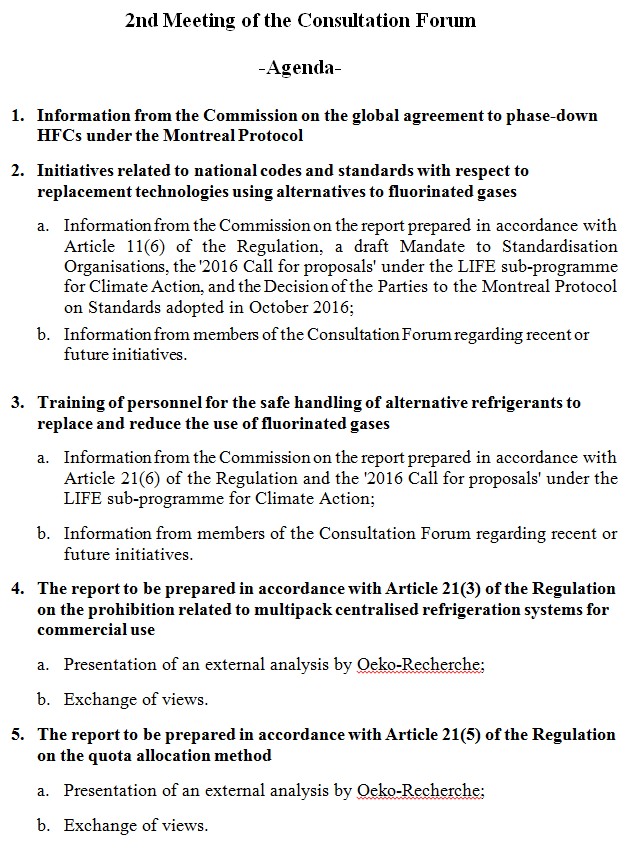 2nd Meeting of the Consultation Forum
-Agenda-
1. Information from the Commission on the global agreement to phase-down
HFCs under the Montreal Protocol
2. Initiatives related to national codes and standards with respect to
replacement technologies using alternatives to fluorinated gases
a. Information from the Commission on the report prepared in accordance with
Article 11(6) of the Regulation, a draft Mandate to Standardisation
Organisations, the '2016 Call for proposals' under the LIFE sub-programme
for Climate Action, and the Decision of the Parties to the Montreal Protocol
on Standards adopted in October 2016;
b. Information from members of the Consultation Forum regarding recent or
future initiatives.
3. Training of personnel for the safe handling of alternative refrigerants to
replace and reduce the use of fluorinated gases
a. Information from the Commission on the report prepared in accordance with
Article 21(6) of the Regulation and the '2016 Call for proposals' under the
LIFE sub-programme for Climate Action;
b. Information from members of the Consultation Forum regarding recent or
future initiatives.
4. The report to be prepared in accordance with Article 21(3) of the Regulation
on the prohibition related to multipack centralised refrigeration systems for
commercial use
a. Presentation of an external analysis by Oeko-Recherche;
b. Exchange of views.
5. The report to be prepared in accordance with Article 21(5) of the Regulation
on the quota allocation method
a. Presentation of an external analysis by Oeko-Recherche;
b. Exchange of views.